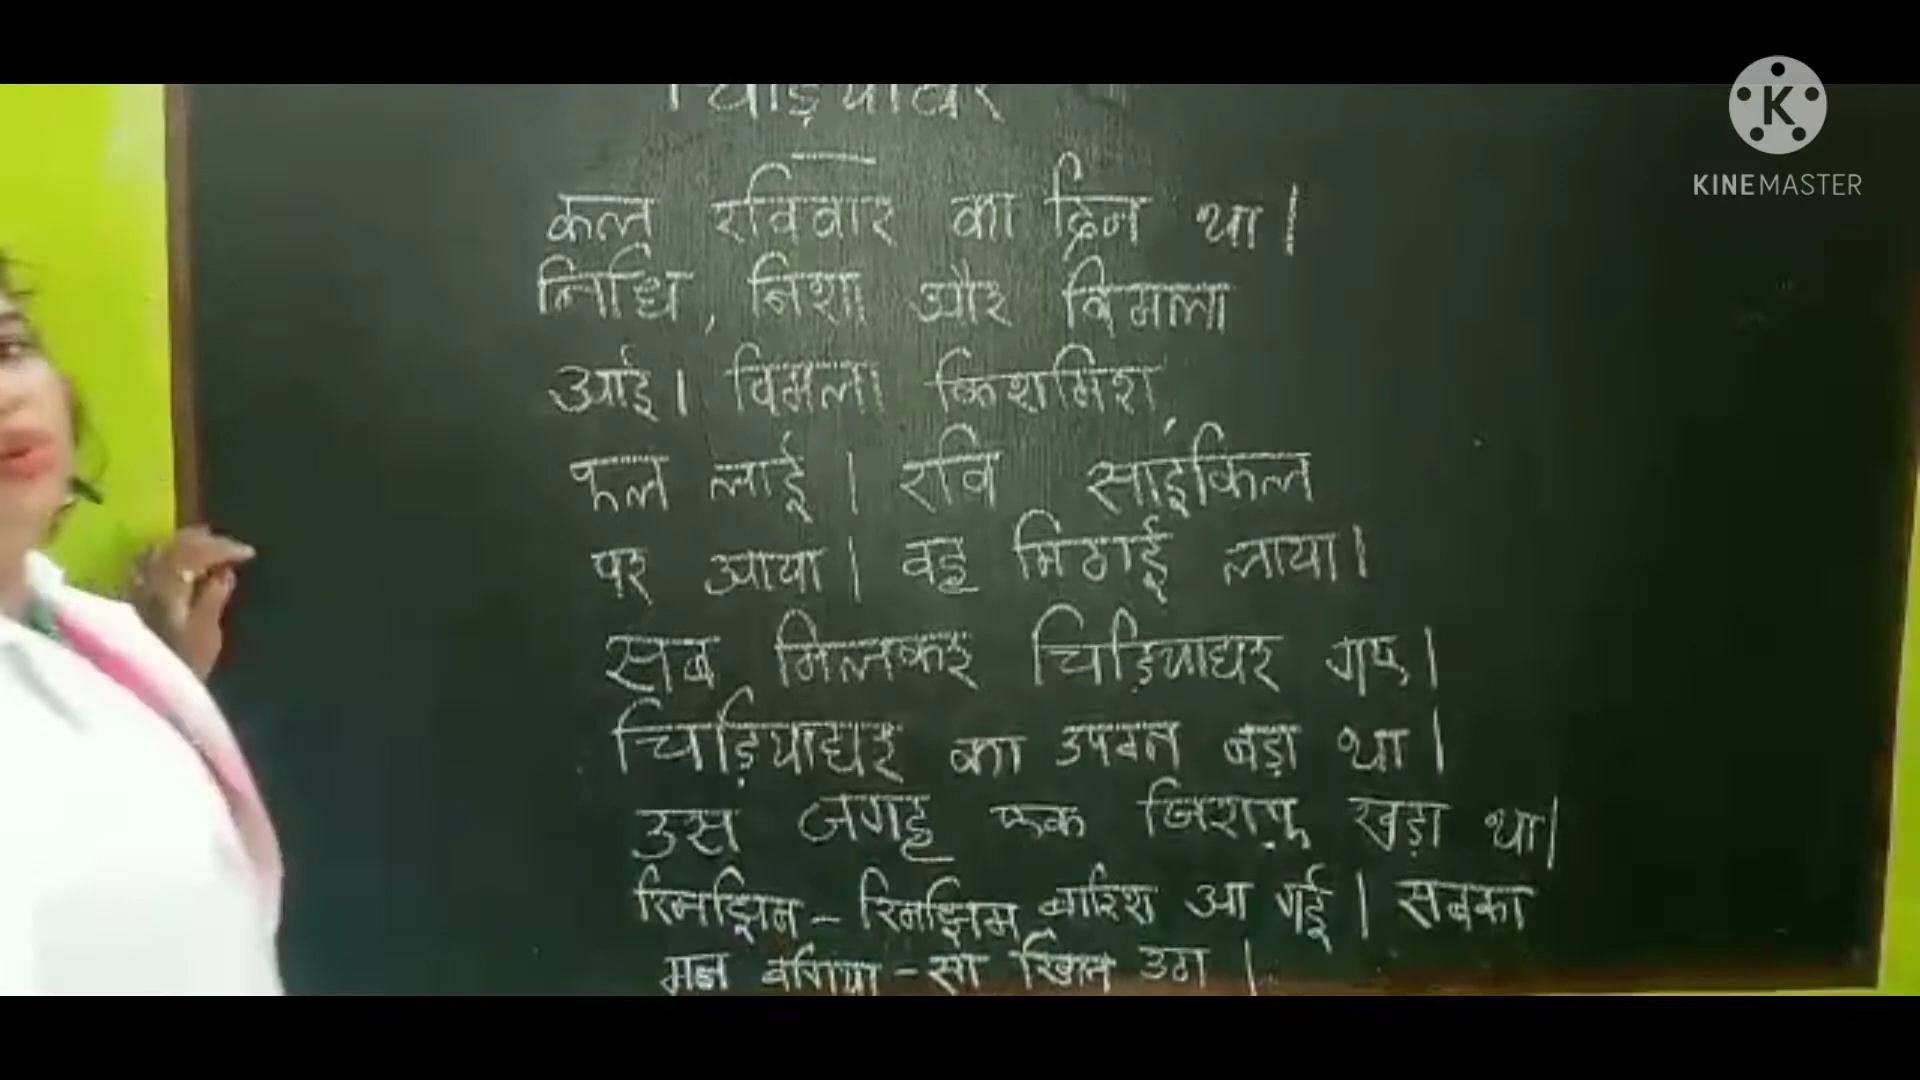 चिड़ियाघर
कल रविवार का दिन था।
निधि, निशा और विमला
आई। विमला किशमिश
फल लाई। रवि साइकिल
पर आया। वह मिठाई लाया।
सब मिलकर चिड़ियाघर गए।
चिड़ियाघर का उपवन बड़ा था।
उस जगह एक जिराफ़ खड़ा था।
रिमझिम - रिमझिम बारिश आ गई। सबका
मन बगिया - सा खिल उठा।
K
KINEMASTER